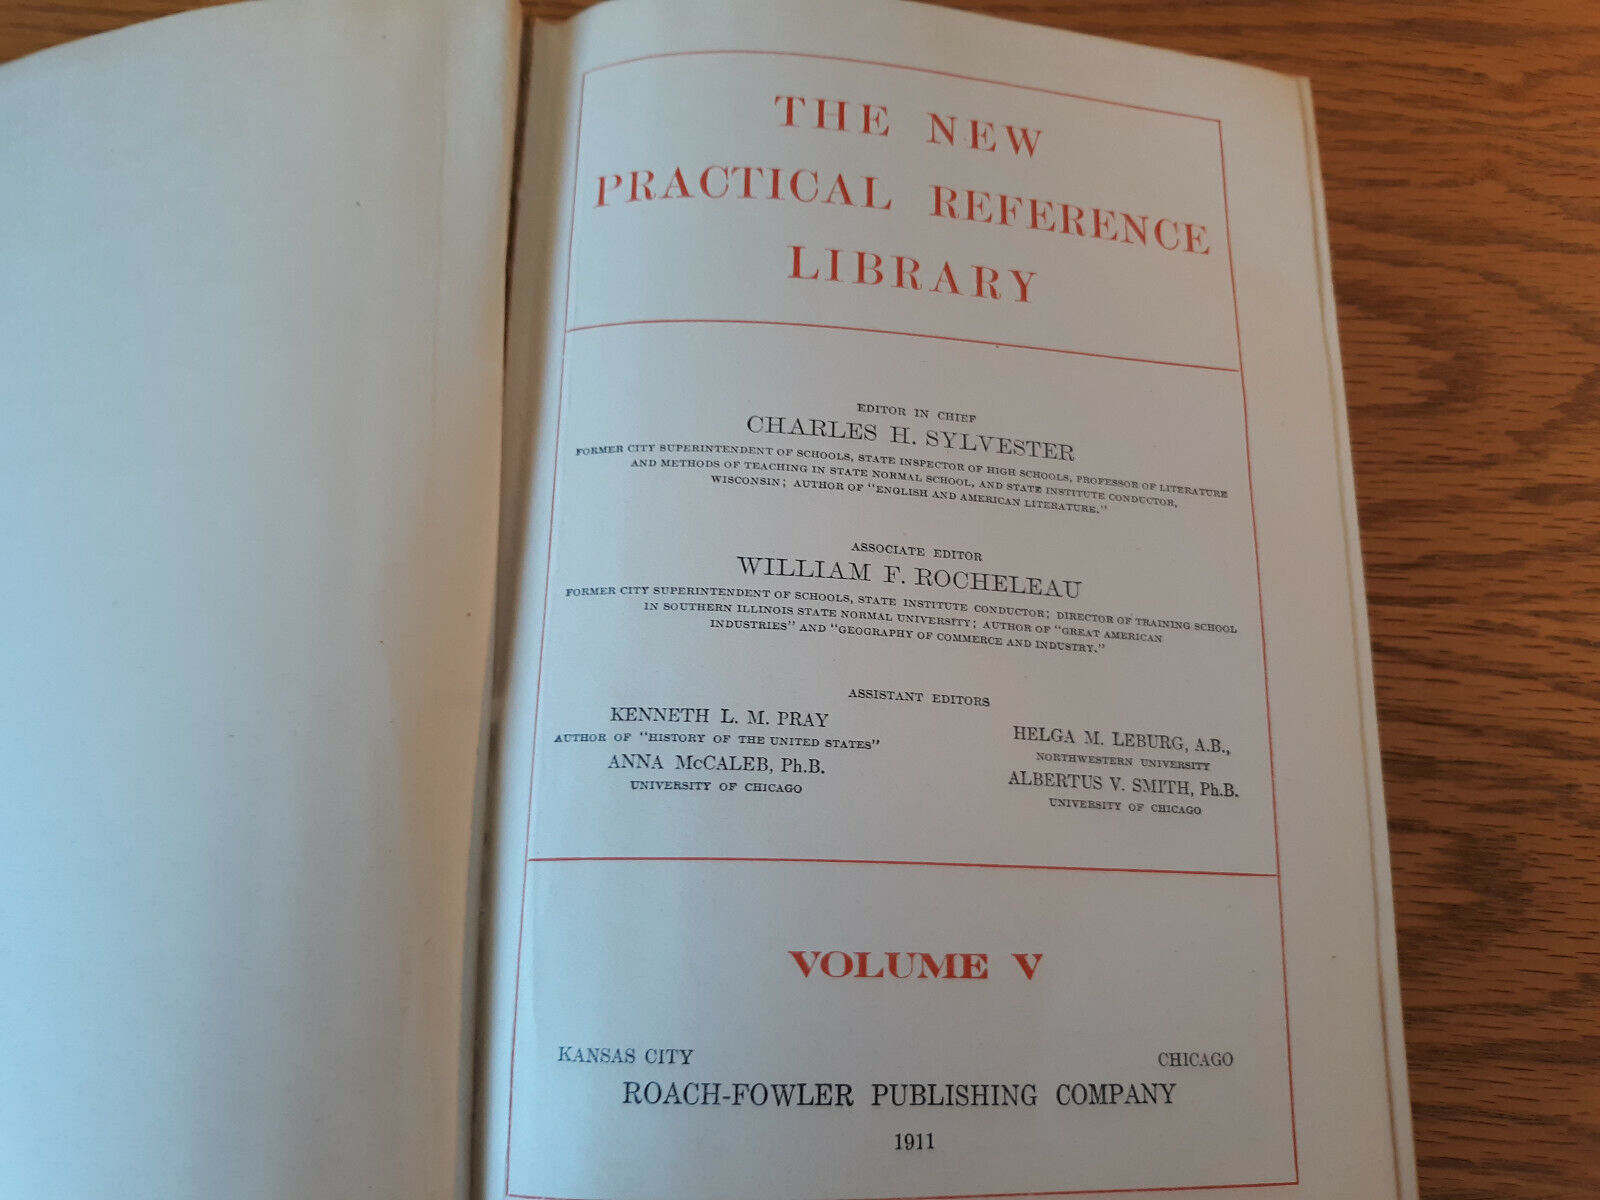 THE NEW
PRACTICAL REFERENCE
LIBRARY
EDITOR IN CHIEF
CHARLES H. SYLVESTER
FORMER CITY SUPERINTENDENT OF SCHOOLS, STATE INSPECTOR OF HIGH SCHOOLS, PROFESSOR OF LITERATURE
AND METHODS OF TEACHING IN STATE NORMAL SCHOOL, AND STATE INSTITUTE CONDUCTOR,
WISCONSIN; AUTHOR OF "ENGLISH AND AMERICAN LITERATURE."
ASSOCIATE EDITOR
WILLIAM F. ROCHELEAU
FORMER CITY SUPERINTENDENT OF SCHOOLS, STATE INSTITUTE CONDUCTOR; DIRECTOR OF TRAINING SCHOOL
IN SOUTHERN ILLINOIS STATE NORMAL UNIVERSITY; AUTHOR OF "GREAT AMERICAN
INDUSTRIES" AND "GEOGRAPHY OF COMMERCE AND INDUSTRY."
ASSISTANT EDITORS
KENNETH L. M. PRAY
AUTHOR OF "HISTORY OF THE UNITED STATES"
ANNA McCALEB, Ph.B.
UNIVERSITY OF CHICAGO
HELGA M. LEBURG, A.B.,
NORTHWESTERN UNIVERSITY
ALBERTUS V. SMITH, Ph.B.
UNIVERSITY OF CHICAGO
VOLUME V
KANSAS CITY CHICAGO
ROACH-FOWLER PUBLISHING COMPANY
1911